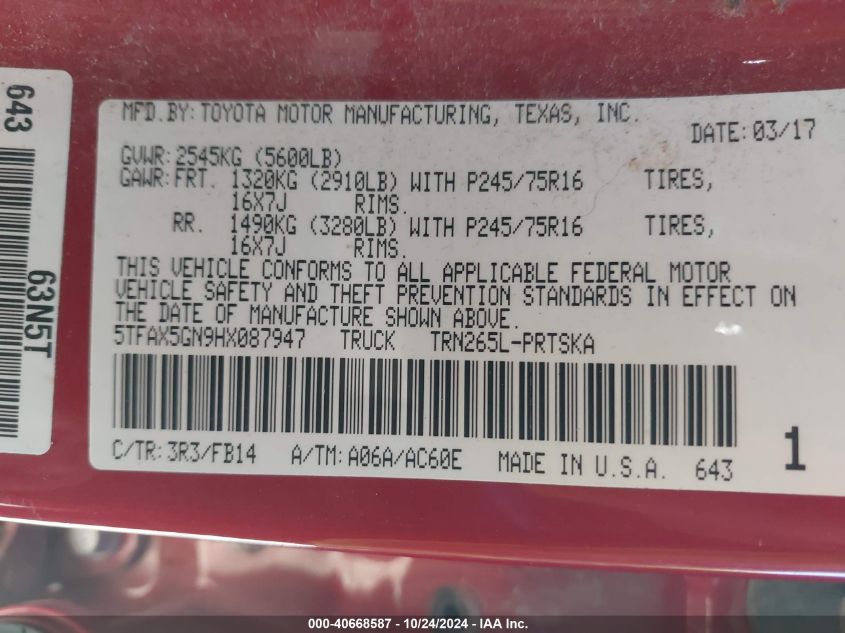 MFD.BY: TOYOTA MOTOR MANUFACTURING, TEXAS, INC.
DATE: 03/17
GVWR: 2545KG (5600LB)
GAWR: FRT. 1320KG (2910LB) WITH P245/75R16 TIRES,
16X7J RIMS.
RR. 1490KG (3280LB) WITH P245/75R16 TIRES,
16X7J RIMS.
THIS VEHICLE CONFORMS TO ALL APPLICABLE FEDERAL MOTOR
VEHICLE SAFETY AND THEFT PREVENTION STANDARDS IN EFFECT ON
THE DATE OF MANUFACTURE SHOWN ABOVE.
5TFAX5GN9HX087947 TRUCK TRN265L-PRTSKA
C/TR: 3R3/FB14 A/TM: A06A/AC60E MADE IN U.S.A. 643
1
643
63N5T
000-40668587 - 10/24/2024 - IAA Inc.